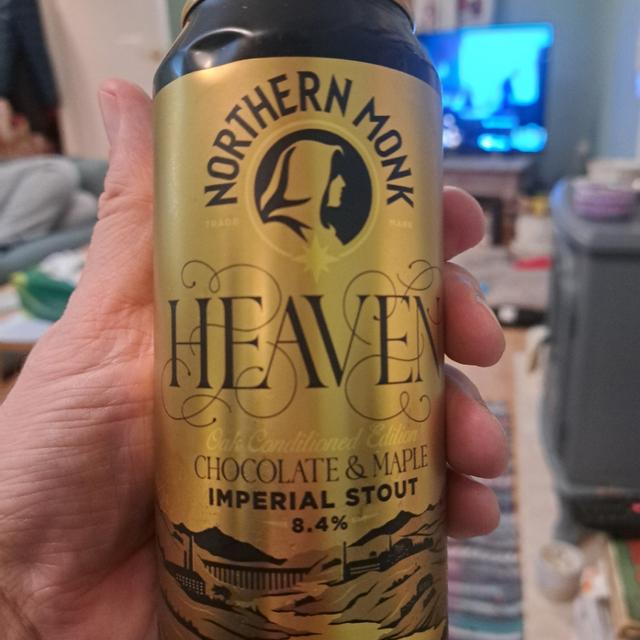 NORTHERN MONK
TRADE MARK
HEAVEN
Oak Conditioned Edition
CHOCOLATE & MAPLE
IMPERIAL STOUT
8.4%